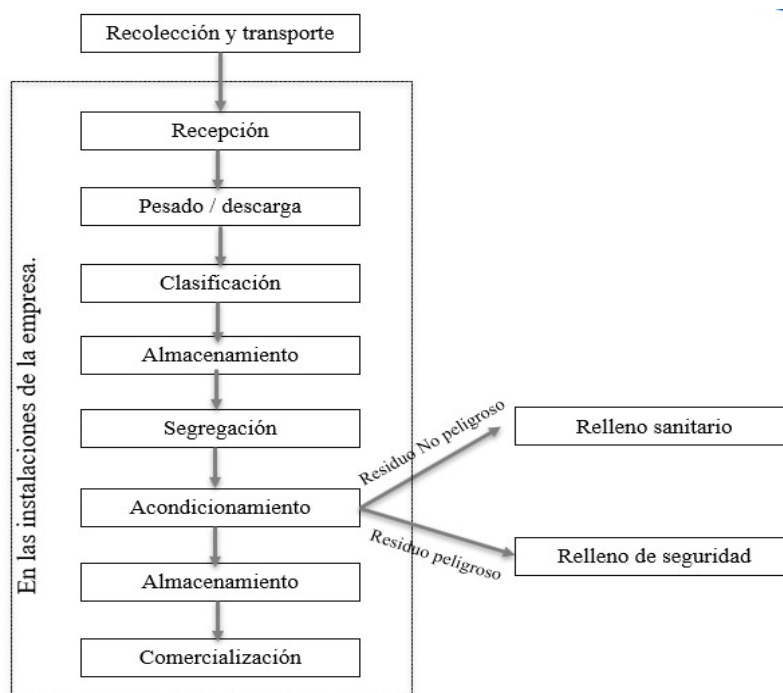 Recolección y transporte
En las instalaciones de la empresa.
Recepción
Pesado / descarga
Clasificación
Almacenamiento
Segregación
Acondicionamiento
Residuo No peligroso
Relleno sanitario
Residuo peligroso
Relleno de seguridad
Almacenamiento
Comercialización